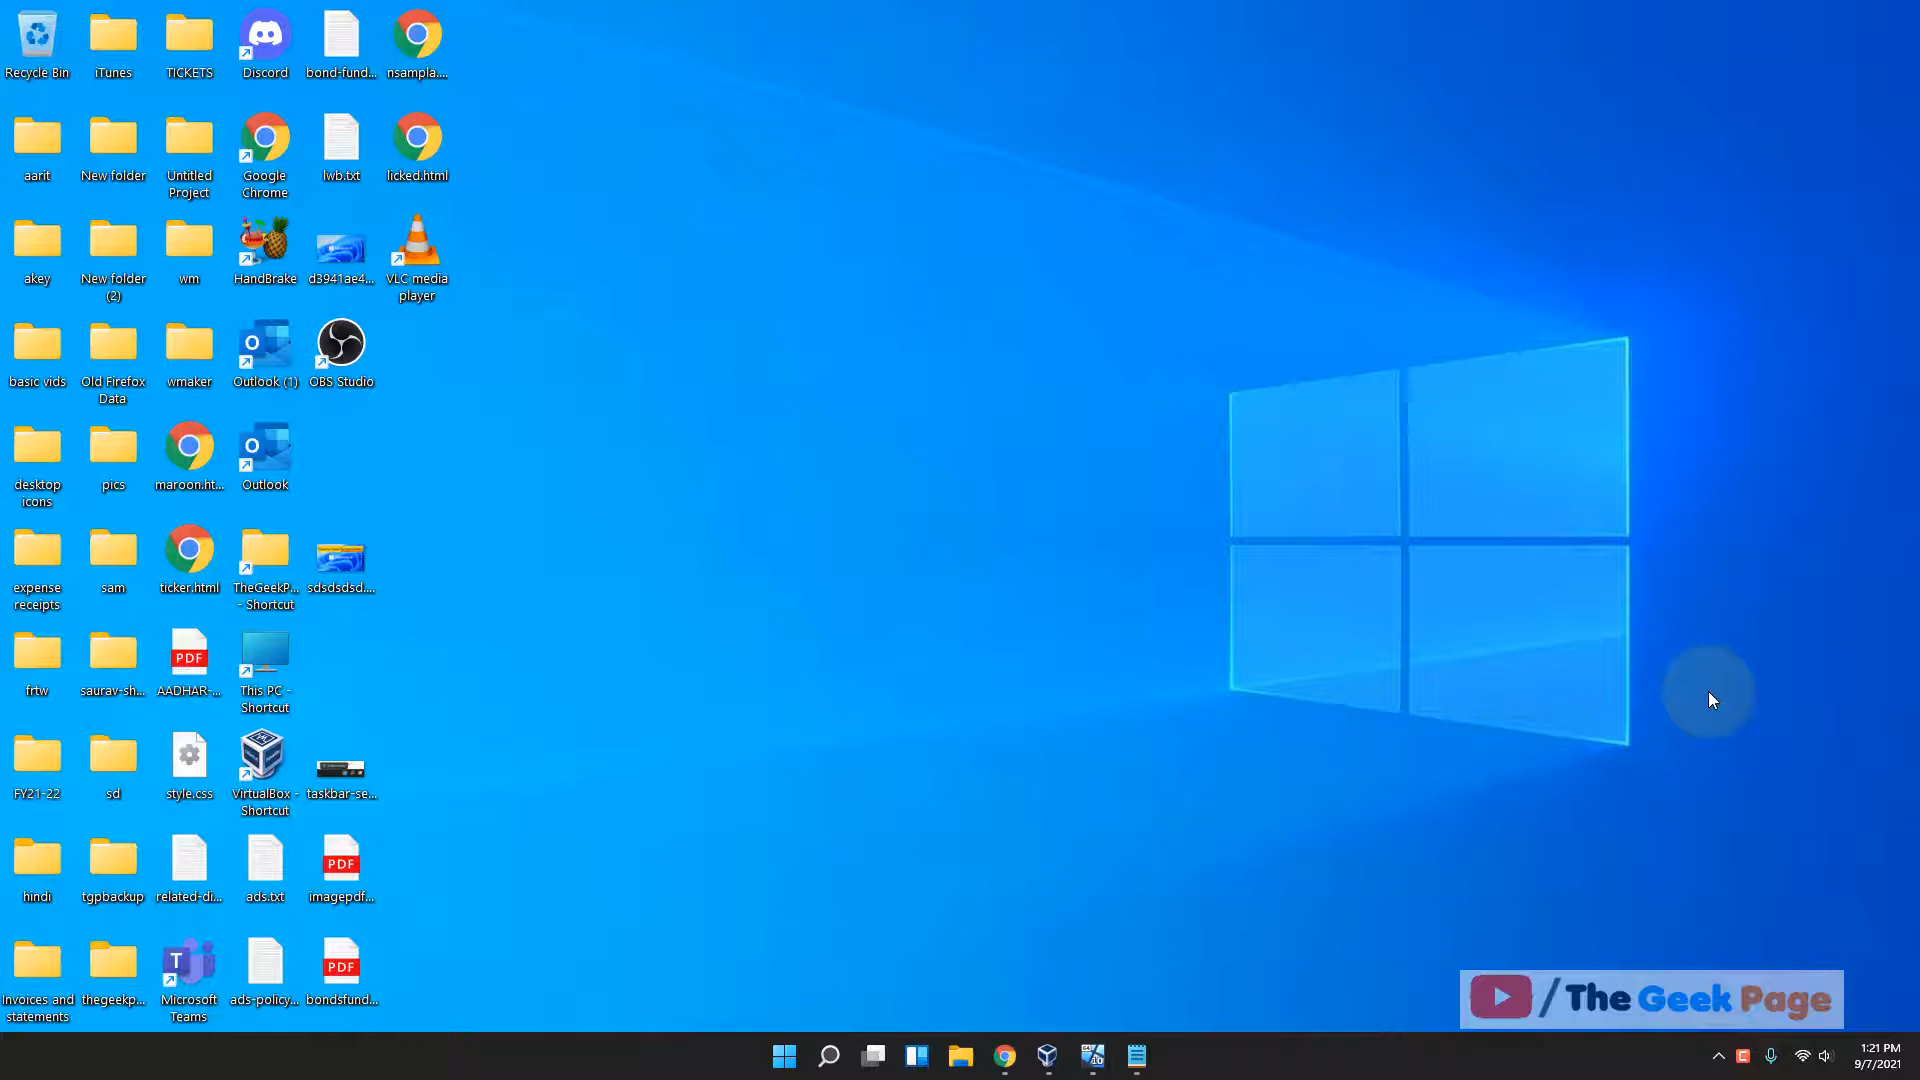 Recycle Bin
iTunes
TICKETS
Discord
bond-fund...
nsampla....
aarit
New folder
Untitled
Project
Google
Chrome
lwb.txt
licked.html
akey
New folder
(2)
wm
HandBrake
d3941ae4...
VLC media
player
basic vids
Old Firefox
Data
wmaker
Outlook (1)
OBS Studio
desktop
icons
pics
maroon.ht...
Outlook
expense
receipts
sam
ticker.html
TheGeekP...
- Shortcut
sdsdsdsd....
frtw
saurav-sh...
PDF
AADHAR-...
This PC -
Shortcut
FY21-22
sd
style.css
VirtualBox -
Shortcut
taskbar-se...
hindi
tgpbackup
related-di...
ads.txt
PDF
imagepdf...
Invoices and
statements
thegeekp...
Microsoft
Teams
ads-policy...
PDF
bondsfund...
/ The Geek Page
1:21 PM
9/7/2021